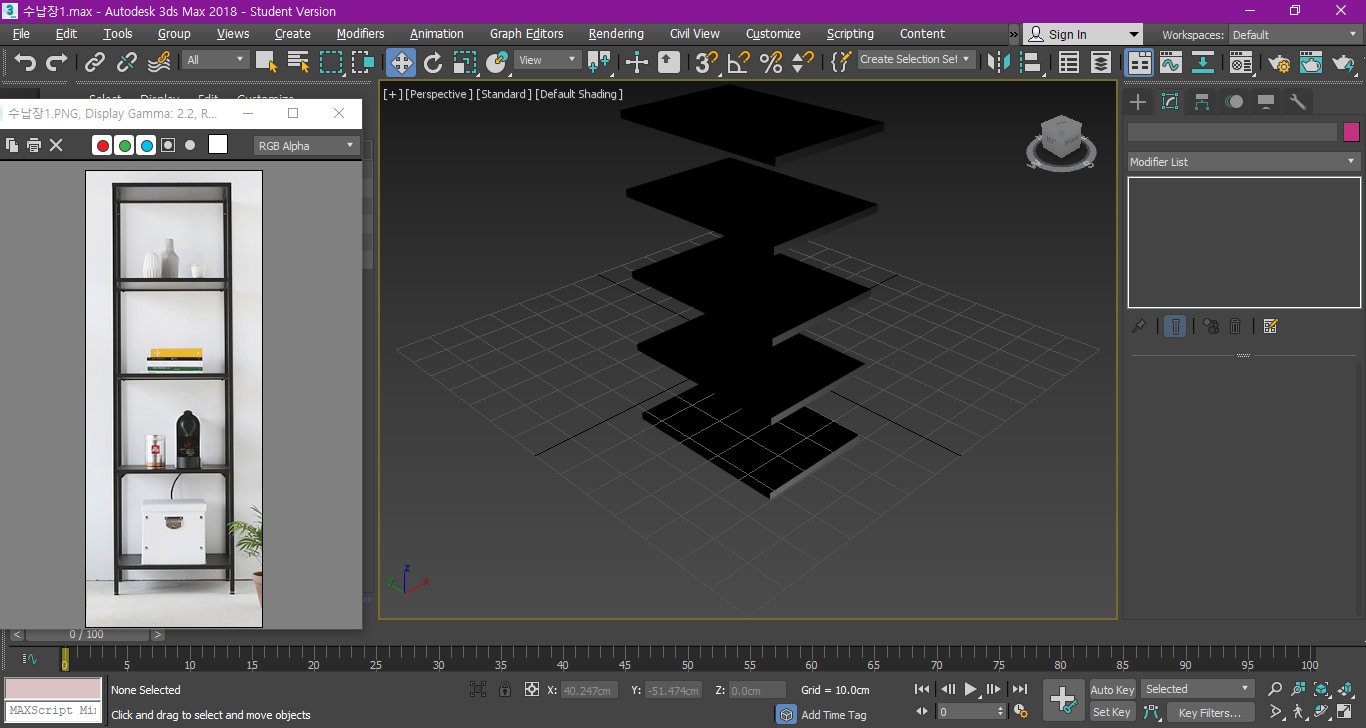 수납장1.max - Autodesk 3ds Max 2018 - Student Version
File Edit Tools Group Views Create Modifiers Animation Graph Editors Rendering Civil View Customize Scripting Content » Sign In Workspaces: Default
All View Create Selection Set
Select Display Edit Customize
수납장1.PNG, Display Gamma: 2.2, R...
RGB Alpha
[+] [Perspective ] [Standard ] [Default Shading ]
Modifier List
z
x
y
< 0 / 100 >
0 5 10 15 20 25 30 35 40 45 50 55 60 65 70 75 80 85 90 95 100
None Selected X: 40.247cm Y: -51.474cm Z: 0.0cm Grid = 10.0cm Auto Key Selected
MAXScript Mi
Click and drag to select and move objects Add Time Tag 0 Set Key Key Filters...